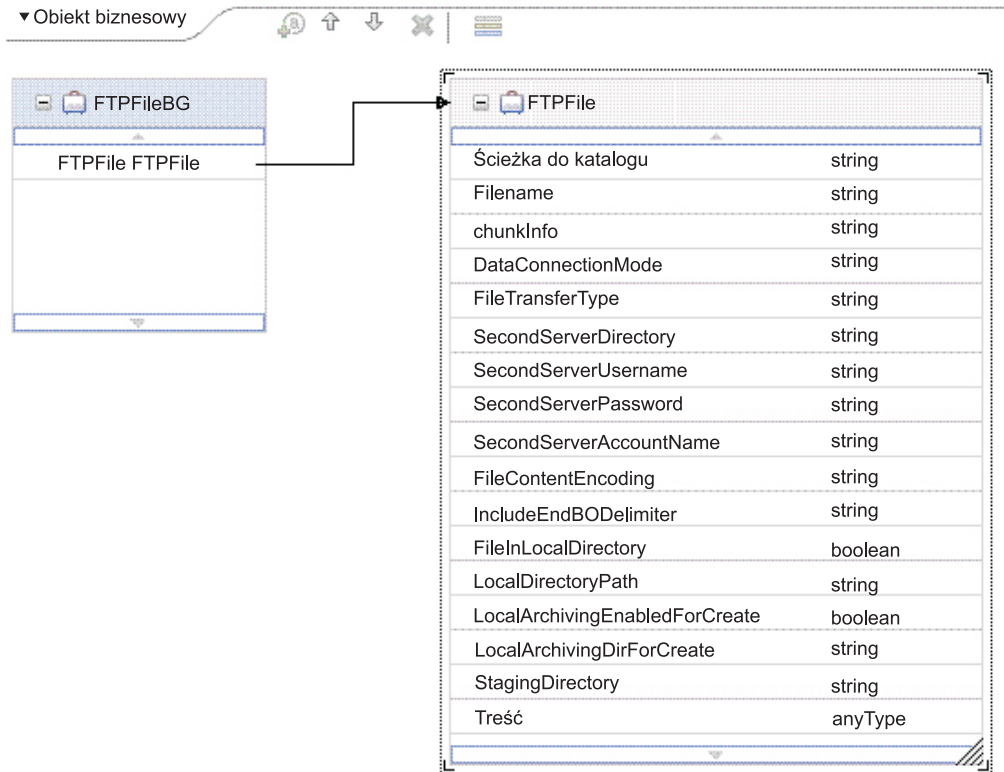 Obiekt biznesowy
FTPFileBG
FTPFile FTPFile
FTPFile
Ścieżka do katalogu string
Filename string
chunkInfo string
DataConnectionMode string
FileTransferType string
SecondServerDirectory string
SecondServerUsername string
SecondServerPassword string
SecondServerAccountName string
FileContentEncoding string
IncludeEndBODelimiter string
FileInLocalDirectory boolean
LocalDirectoryPath string
LocalArchivingEnabledForCreate boolean
LocalArchivingDirForCreate string
StagingDirectory string
Treść anyType